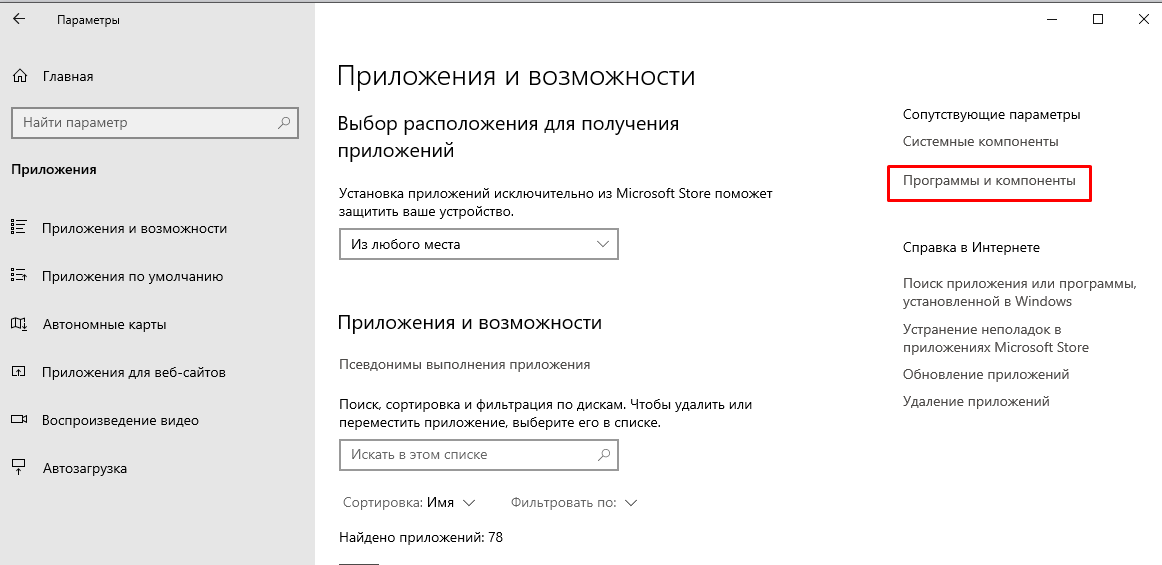 Параметры
Главная
Найти параметр
Приложения
Приложения и возможности
Приложения по умолчанию
Автономные карты
Приложения для веб-сайтов
Воспроизведение видео
Автозагрузка
Приложения и возможности
Выбор расположения для получения
приложений
Установка приложений исключительно из Microsoft Store поможет
защитить ваше устройство.
Из любого места
Приложения и возможности
Псевдонимы выполнения приложения
Поиск, сортировка и фильтрация по дискам. Чтобы удалить или
переместить приложение, выберите его в списке.
Искать в этом списке
Сортировка: Имя
Фильтровать по:
Найдено приложений: 78
Сопутствующие параметры
Системные компоненты
Программы и компоненты
Справка в Интернете
Поиск приложения или программы,
установленной в Windows
Устранение неполадок в
приложениях Microsoft Store
Обновление приложений
Удаление приложений